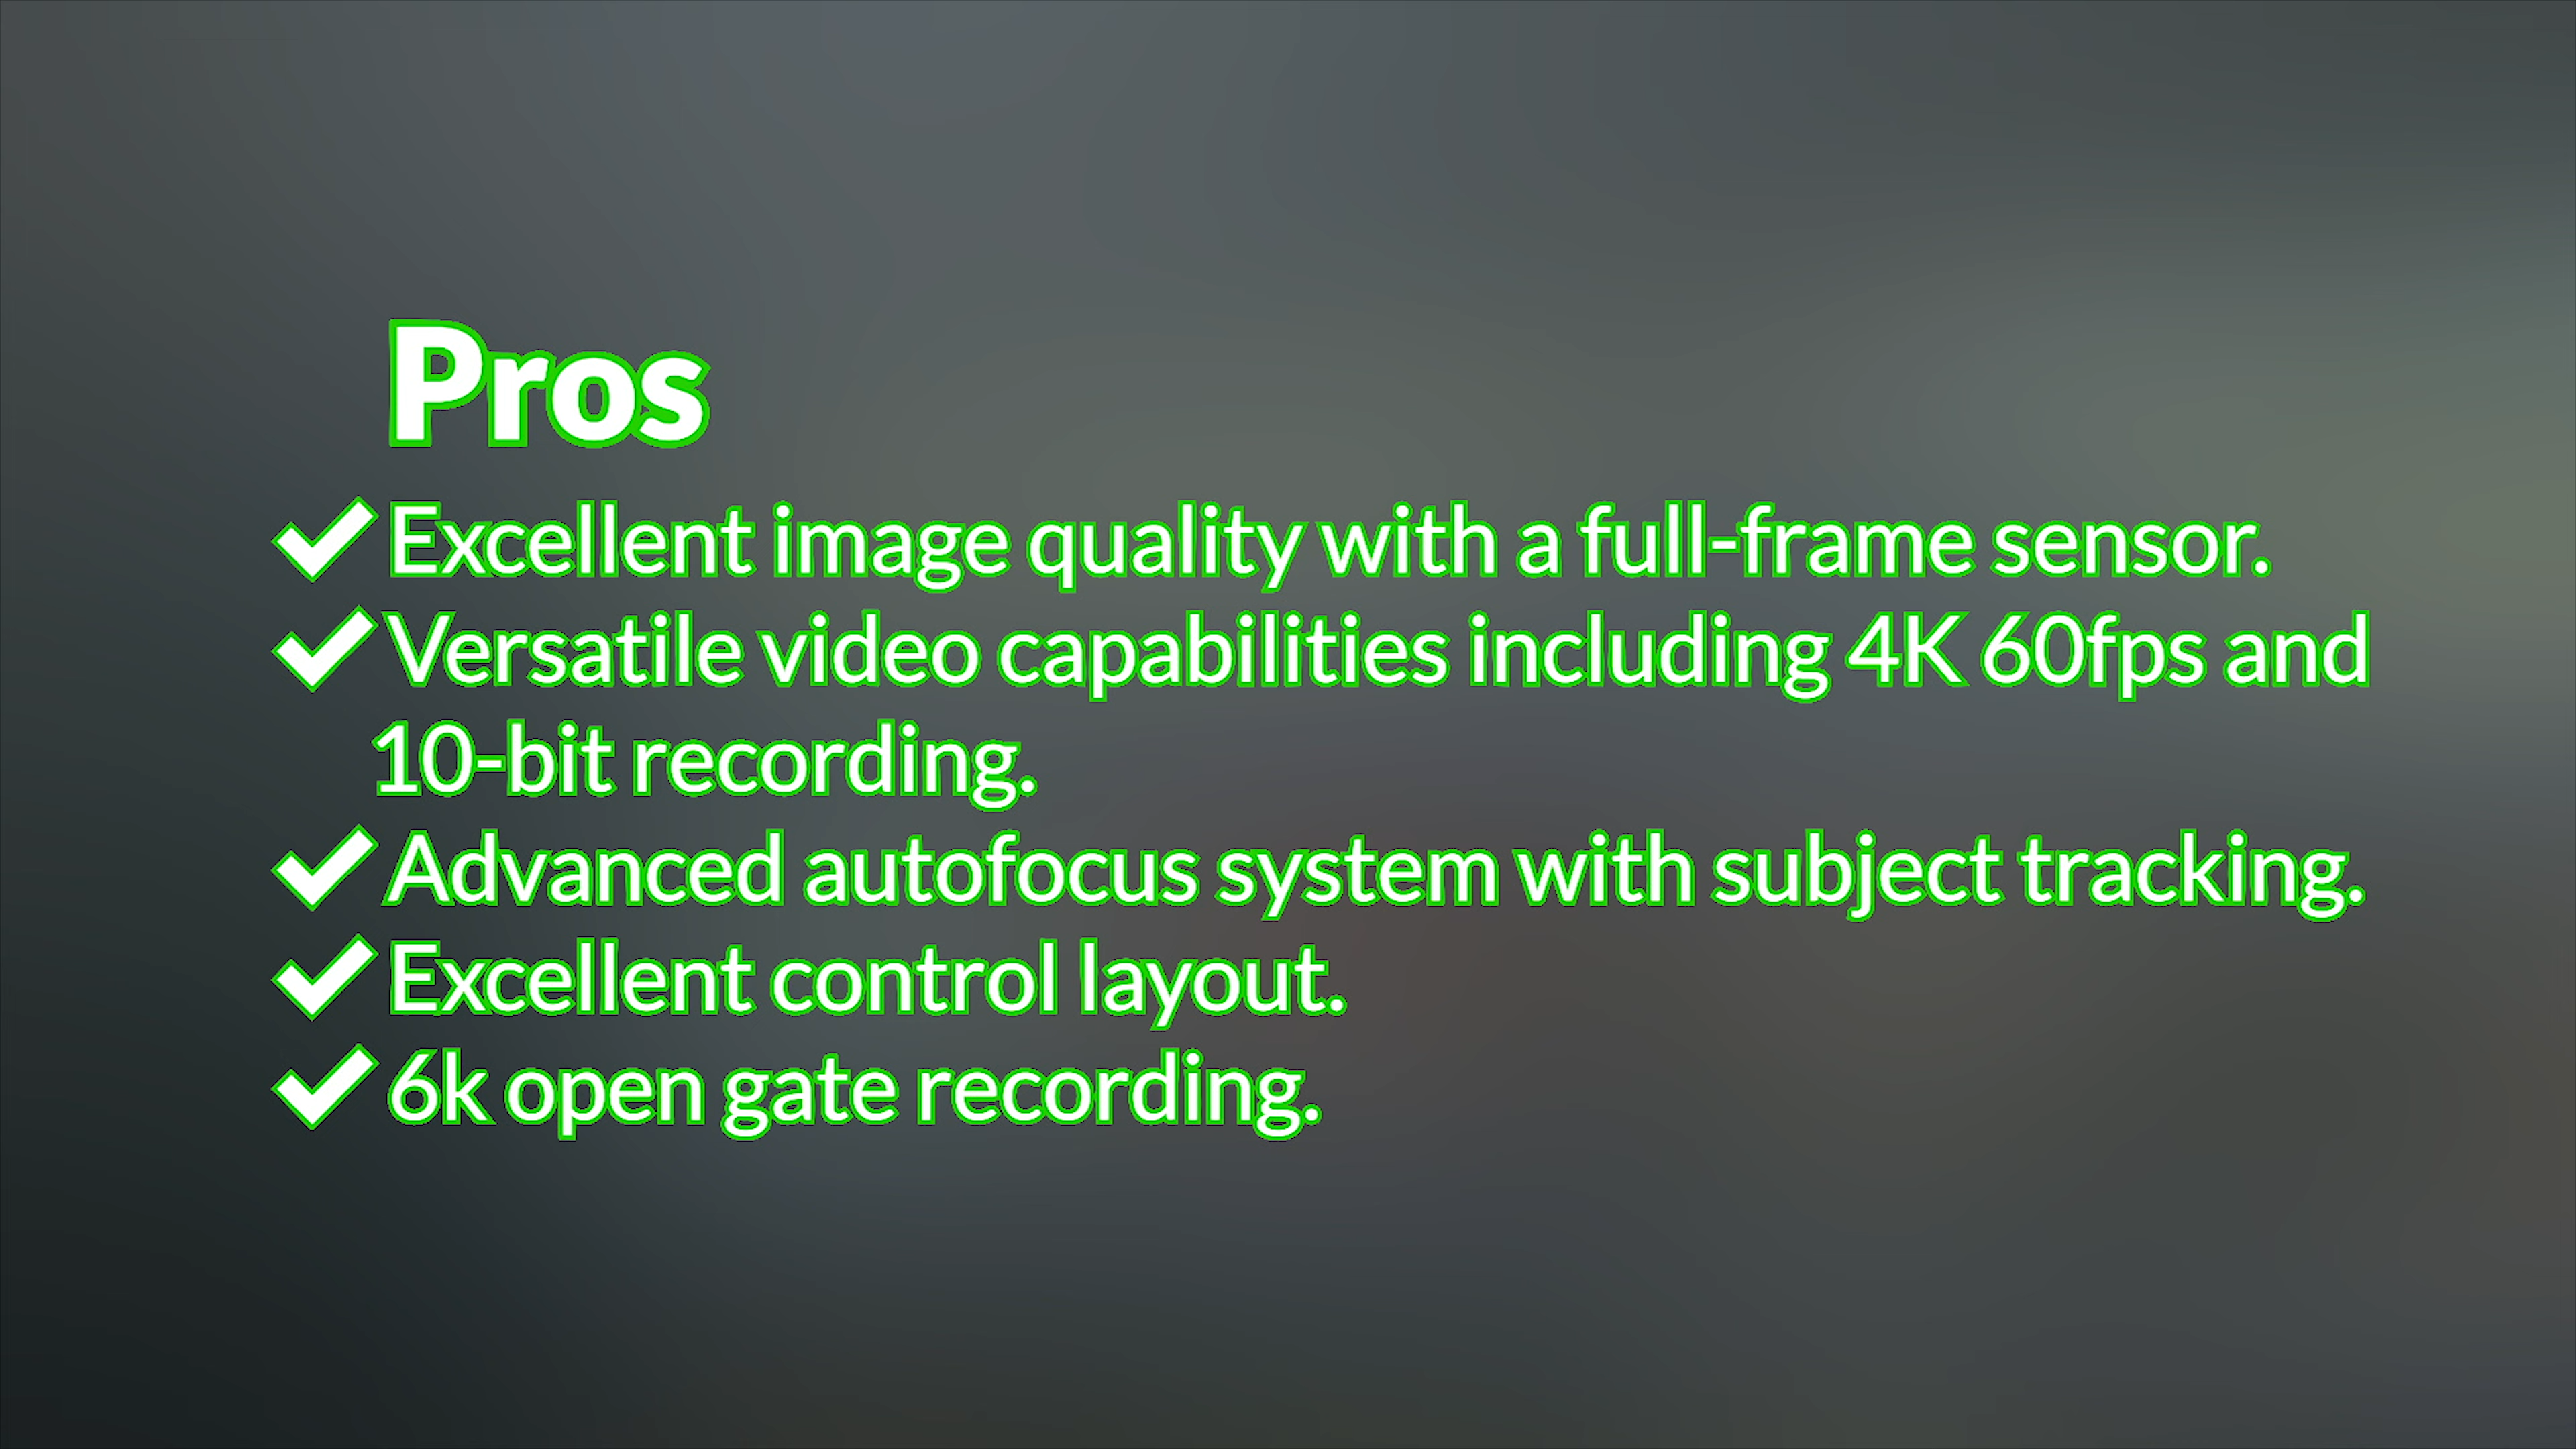 Pros
✔ Excellent image quality with a full-frame sensor.
✔ Versatile video capabilities including 4K 60fps and
10-bit recording.
✔ Advanced autofocus system with subject tracking.
✔ Excellent control layout.
✔ 6k open gate recording.